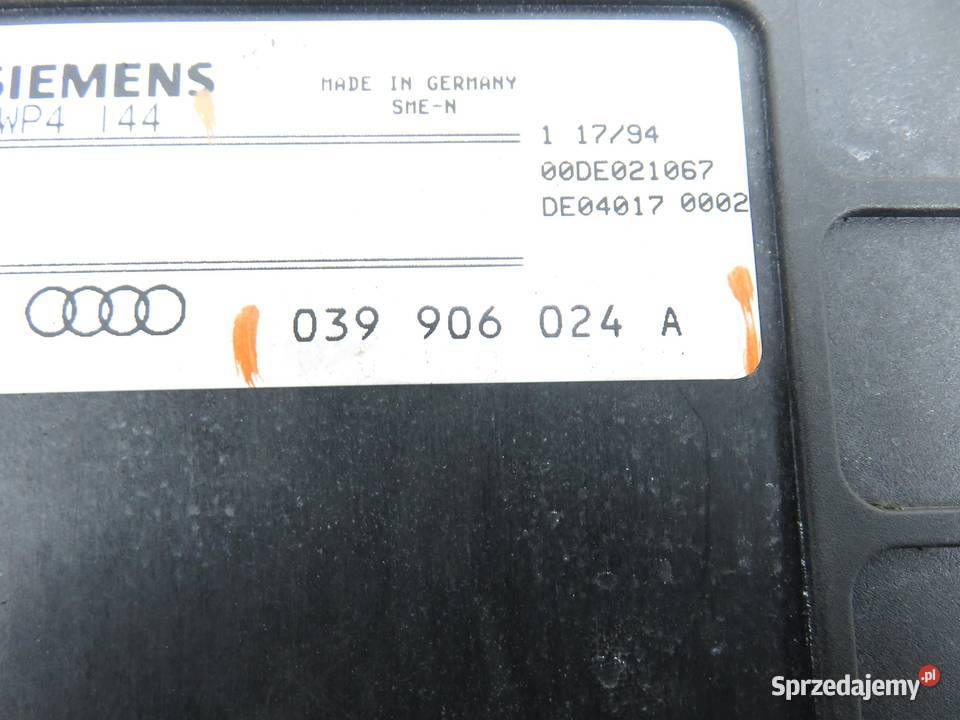 SIEMENS
WP4 144
MADE IN GERMANY
SME-N
1 17/94
00DE021067
DE04017 0002
039 906 024 A
Sprzedajemy.pl